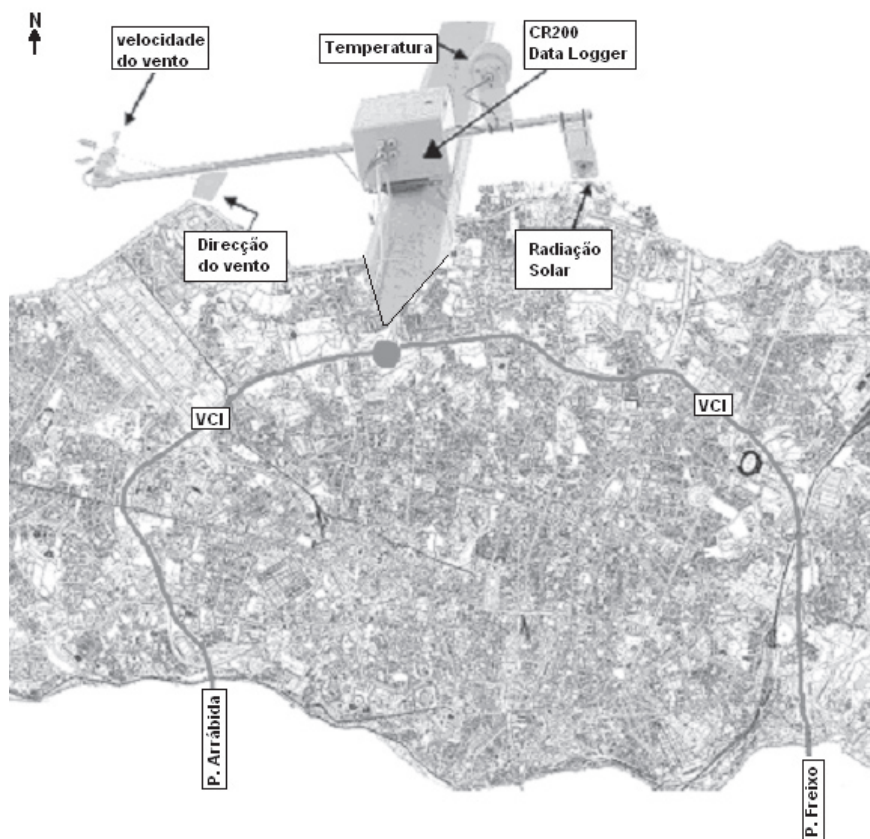 N
velocidade
do vento
Temperatura
CR200
Data Logger
Direcção
do vento
Radiação
Solar
VCI
VCI
P. Arrábida
P. Freixo